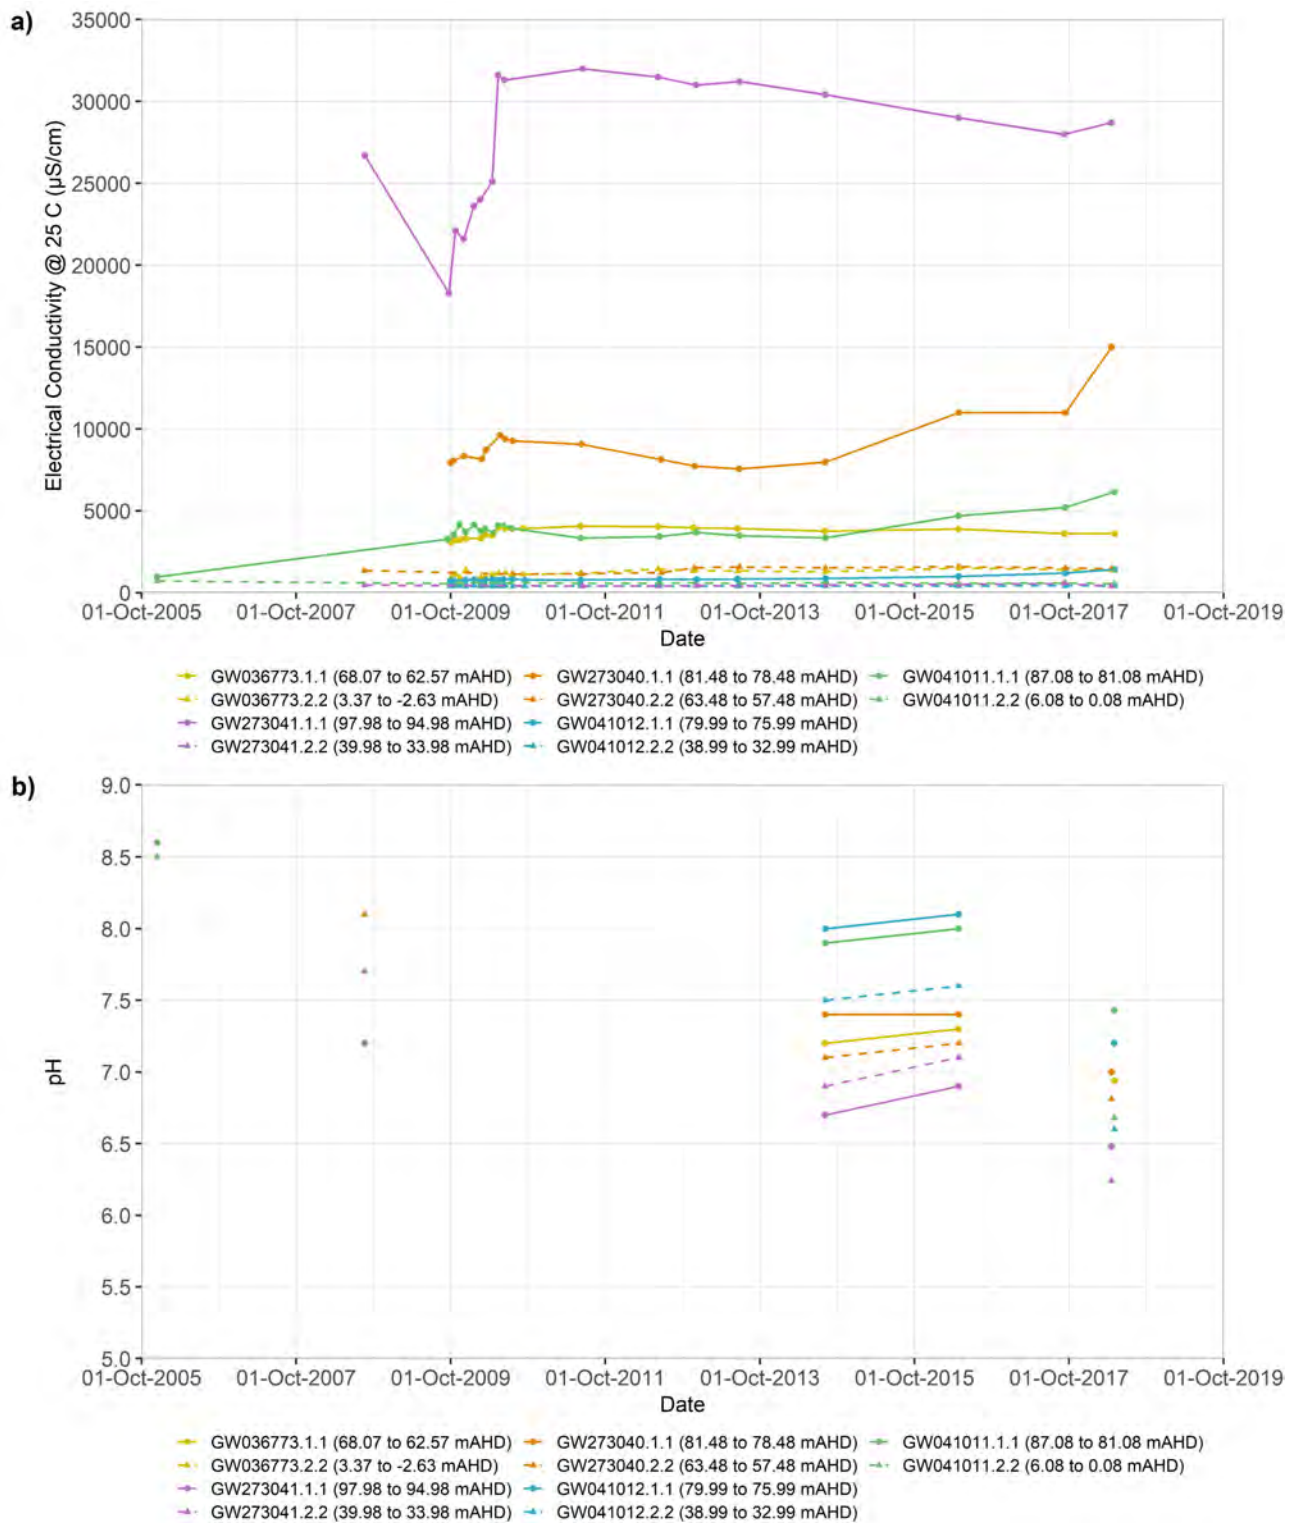 a)
35000
30000
25000
20000
15000
10000
5000
0
Electrical Conductivity @ 25 C (µS/cm)
01-Oct-2005 01-Oct-2007 01-Oct-2009 01-Oct-2011 01-Oct-2013 01-Oct-2015 01-Oct-2017 01-Oct-2019
Date
GW036773.1.1 (68.07 to 62.57 mAHD) GW273040.1.1 (81.48 to 78.48 mAHD) GW041011.1.1 (87.08 to 81.08 mAHD)
GW036773.2.2 (3.37 to -2.63 mAHD) GW273040.2.2 (63.48 to 57.48 mAHD) GW041011.2.2 (6.08 to 0.08 mAHD)
GW273041.1.1 (97.98 to 94.98 mAHD) GW041012.1.1 (79.99 to 75.99 mAHD)
GW273041.2.2 (39.98 to 33.98 mAHD) GW041012.2.2 (38.99 to 32.99 mAHD)
b)
9.0
8.5
8.0
7.5
7.0
6.5
6.0
5.5
5.0
pH
01-Oct-2005 01-Oct-2007 01-Oct-2009 01-Oct-2011 01-Oct-2013 01-Oct-2015 01-Oct-2017 01-Oct-2019
Date
GW036773.1.1 (68.07 to 62.57 mAHD) GW273040.1.1 (81.48 to 78.48 mAHD) GW041011.1.1 (87.08 to 81.08 mAHD)
GW036773.2.2 (3.37 to -2.63 mAHD) GW273040.2.2 (63.48 to 57.48 mAHD) GW041011.2.2 (6.08 to 0.08 mAHD)
GW273041.1.1 (97.98 to 94.98 mAHD) GW041012.1.1 (79.99 to 75.99 mAHD)
GW273041.2.2 (39.98 to 33.98 mAHD) GW041012.2.2 (38.99 to 32.99 mAHD)